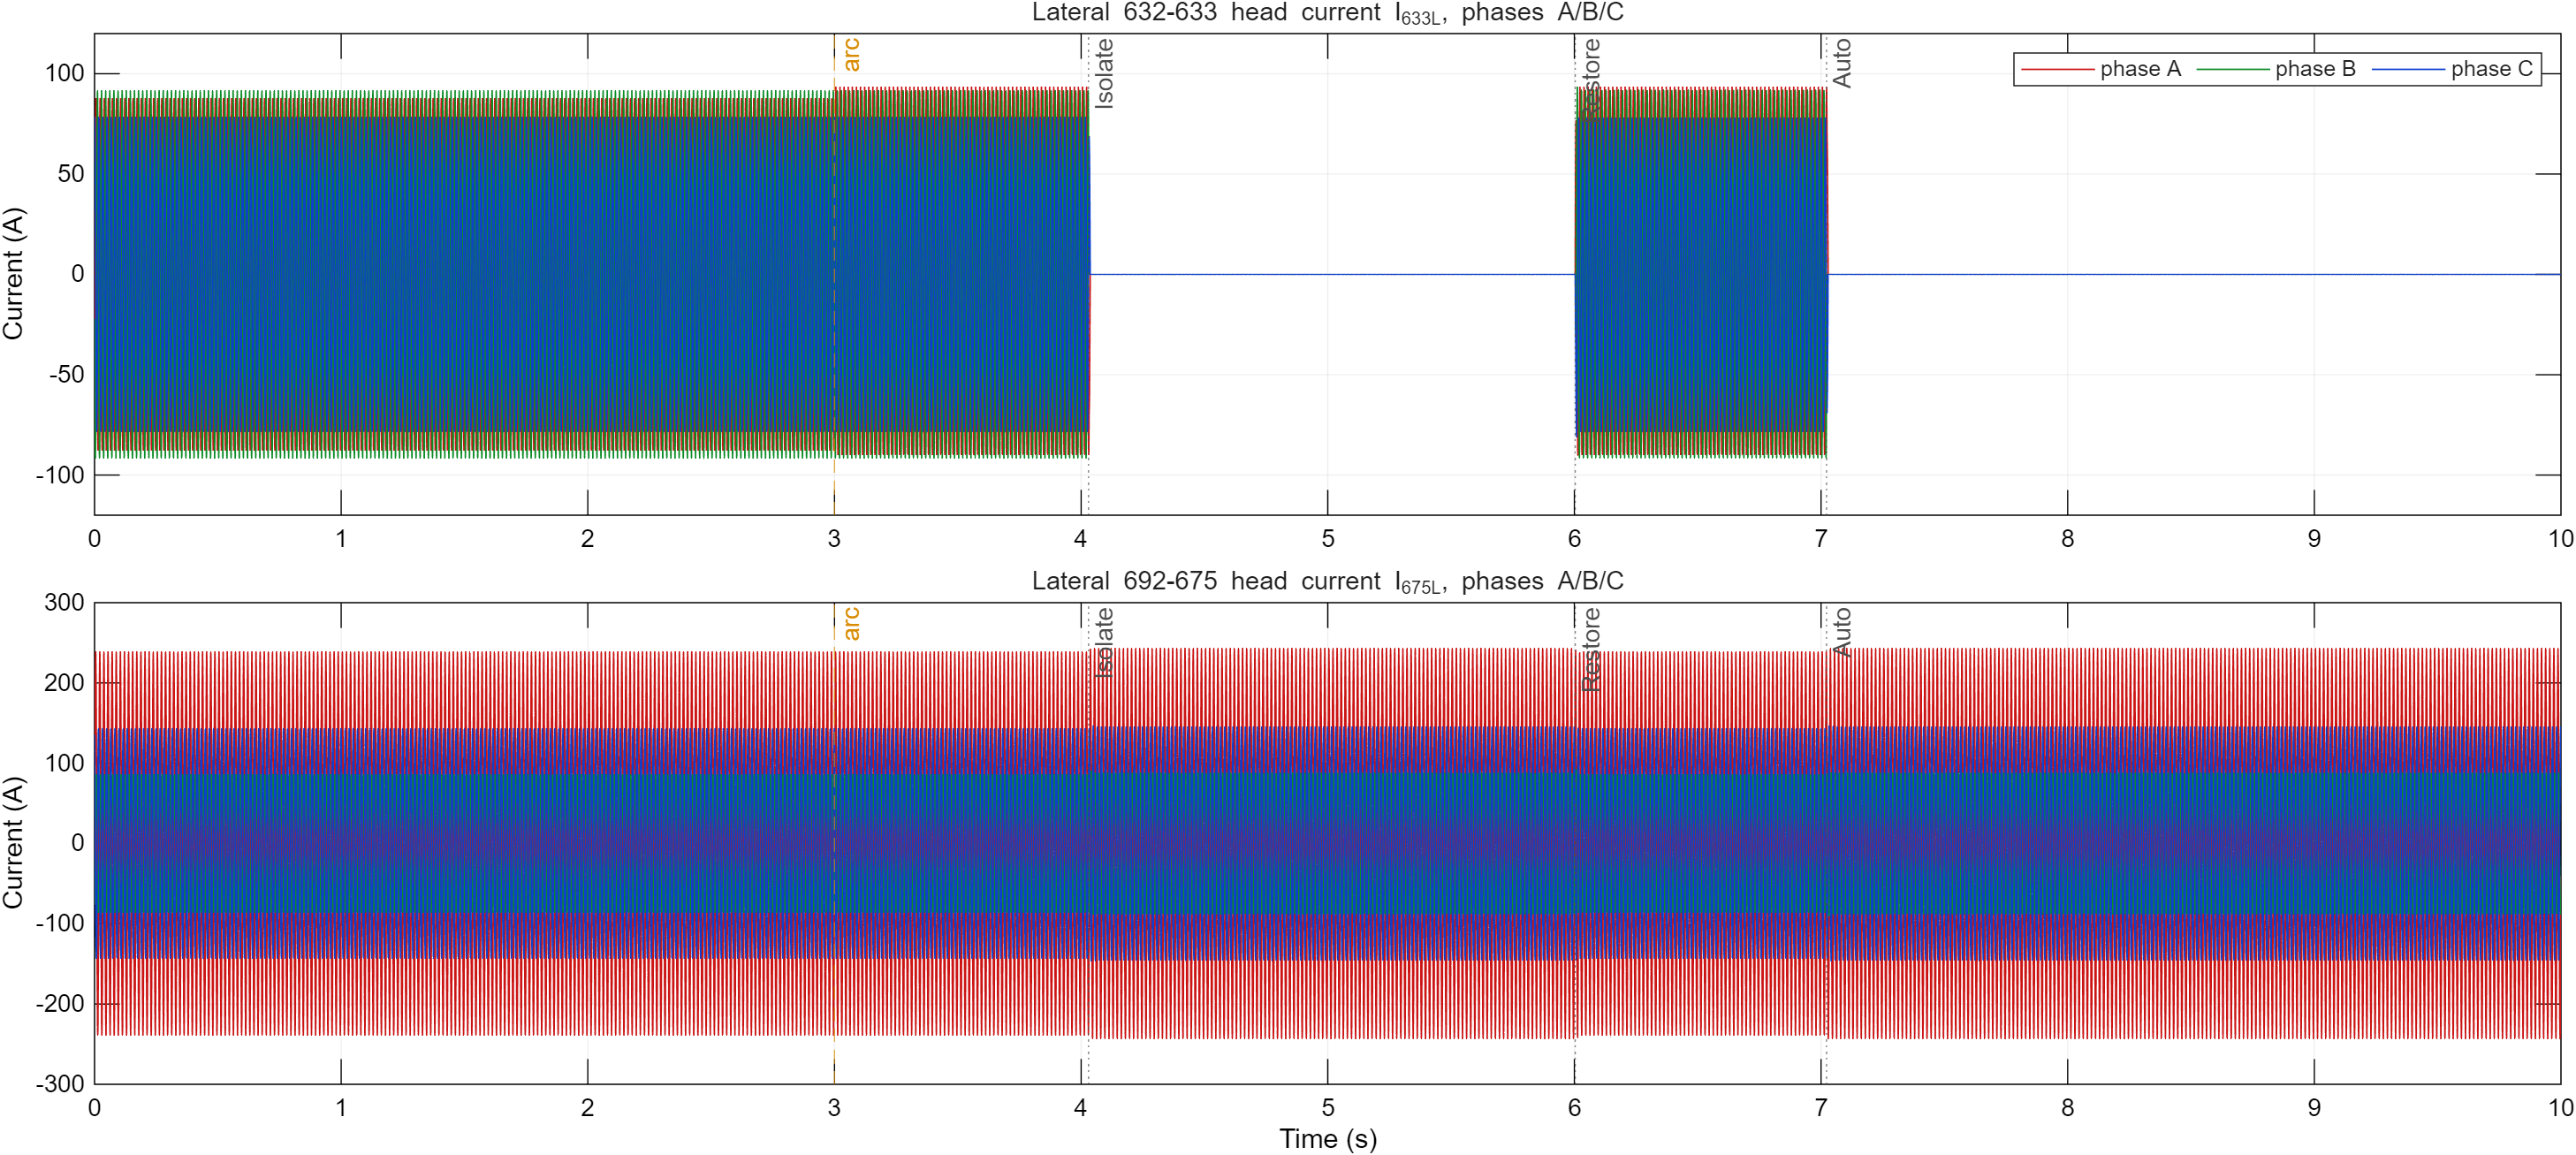 Lateral 632-633 head current I633L, phases A/B/C
Current (A)
100
50
0
-50
-100
arc
Isolate
Restore
Auto
phase A
phase B
phase C
0 1 2 3 4 5 6 7 8 9 10
Lateral 692-675 head current I675L, phases A/B/C
Current (A)
300
200
100
0
-100
-200
-300
arc
Isolate
Restore
Auto
0 1 2 3 4 5 6 7 8 9 10
Time (s)